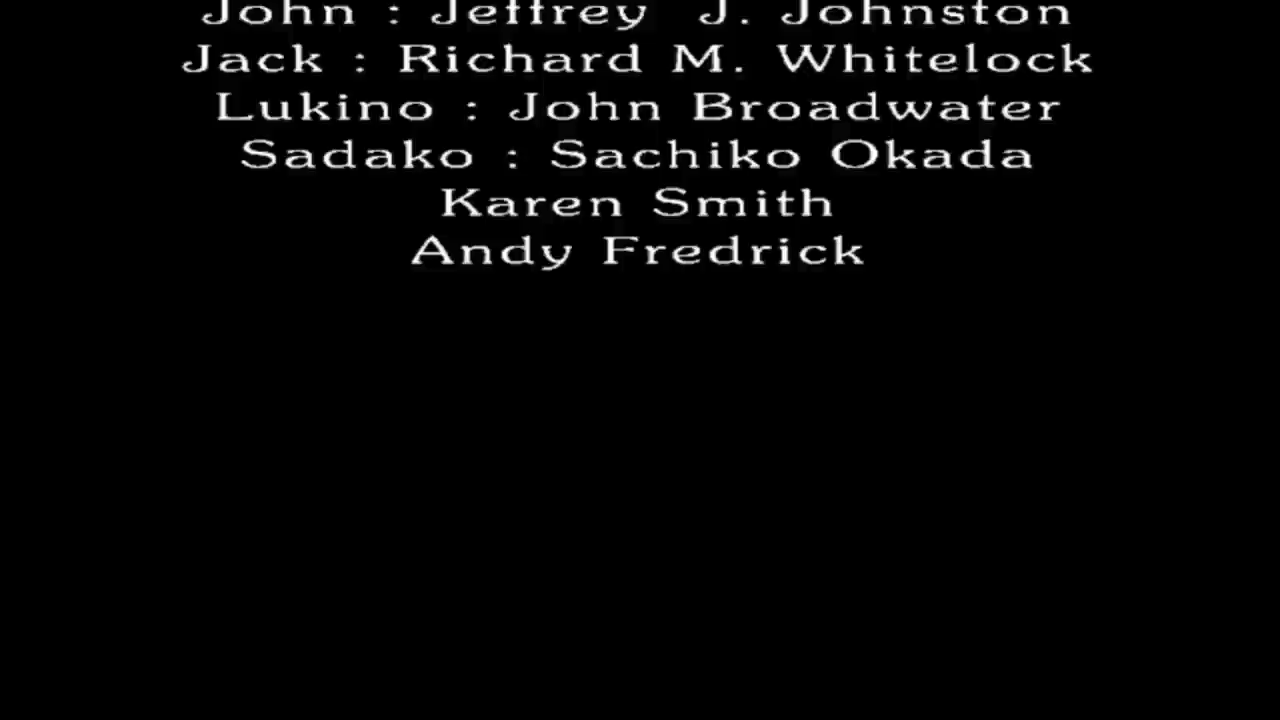 John : Jeffrey J. Johnston
Jack : Richard M. Whitelock
Lukino : John Broadwater
Sadako : Sachiko Okada
Karen Smith
Andy Fredrick